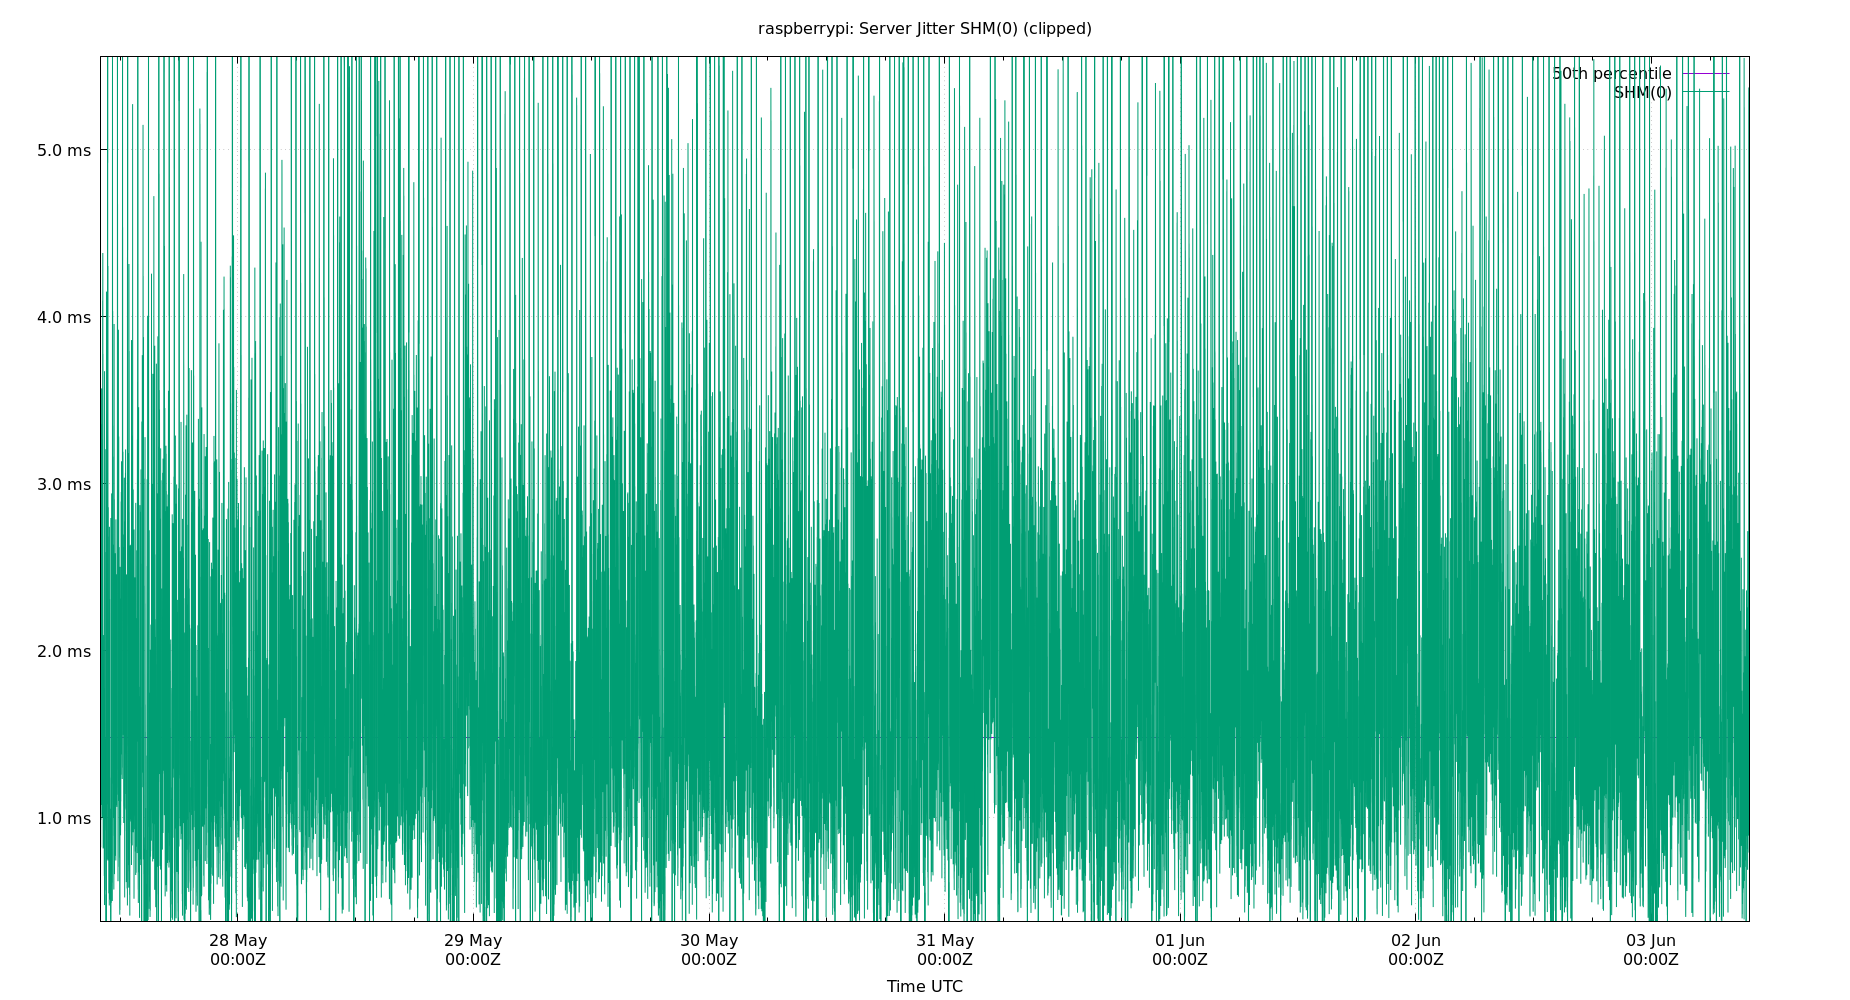 raspberrypi: Server Jitter SHM(0) (clipped)
50th percentile
SHM(0)
5.0 ms
4.0 ms
3.0 ms
2.0 ms
1.0 ms
28 May 29 May 30 May 31 May 01 Jun 02 Jun 03 Jun
00:00Z 00:00Z 00:00Z 00:00Z 00:00Z 00:00Z 00:00Z
Time UTC